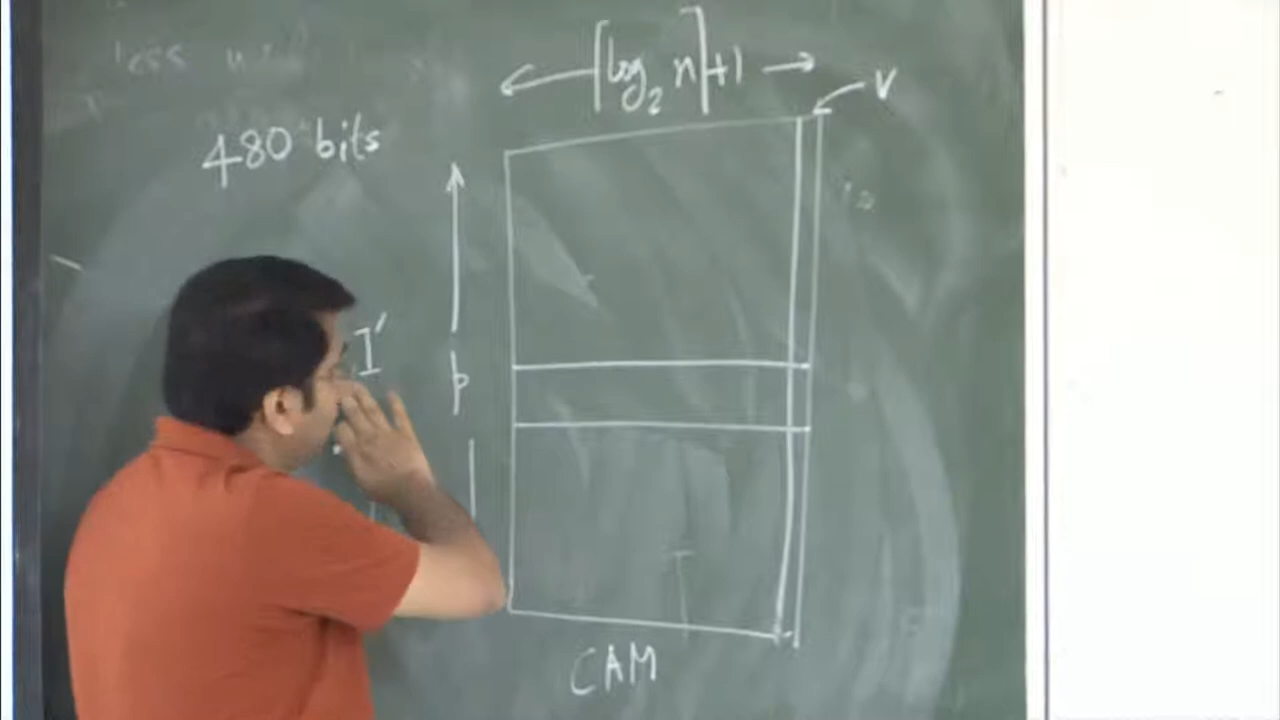 less
⌈log₂ n⌉+1
V
480 bits
I'
p
CAM